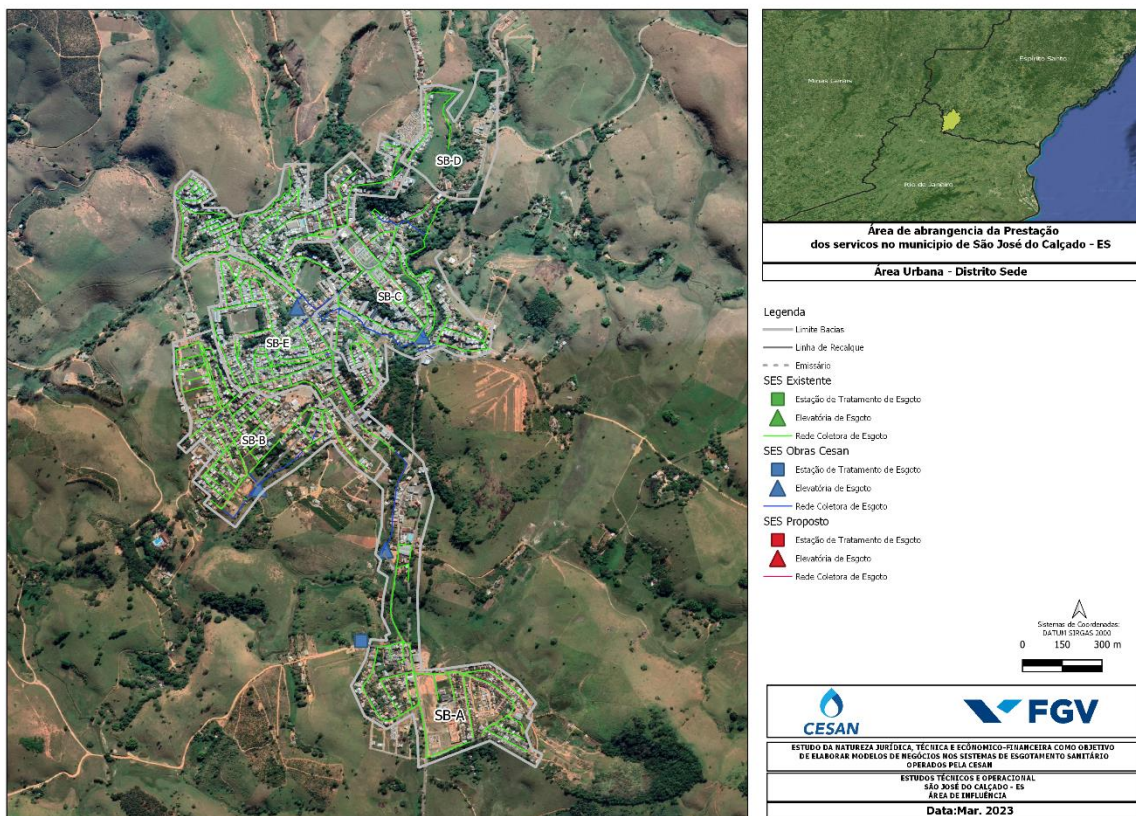 SB-D
SB-C
SB-E
SB-B
SB-A
Minas Gerais
Espírito Santo
Rio de Janeiro
Área de abrangencia da Prestação
dos servicos no municipio de São José do Calçado - ES
Área Urbana - Distrito Sede
Legenda
Limite Bacias
Linha de Recalque
Emissário
SES Existente
Estação de Tratamento de Esgoto
Elevatória de Esgoto
Rede Coletora de Esgoto
SES Obras Cesan
Estação de Tratamento de Esgoto
Elevatória de Esgoto
Rede Coletora de Esgoto
SES Proposto
Estação de Tratamento de Esgoto
Elevatória de Esgoto
Rede Coletora de Esgoto
Sistemas de Coordenadas:
DATUM SIRGAS 2000
0 150 300 m
CESAN
FGV
ESTUDO DA NATUREZA JURÍDICA, TÉCNICA E ECÔNOMICO-FINANCEIRA COMO OBJETIVO
DE ELABORAR MODELOS DE NEGÓCIOS NOS SISTEMAS DE ESGOTAMENTO SANITÁRIO
OPERADOS PELA CESAN
ESTUDOS TÉCNICOS E OPERACIONAL
SÃO JOSÉ DO CALÇADO - ES
ÁREA DE INFLUÊNCIA
Data:Mar. 2023